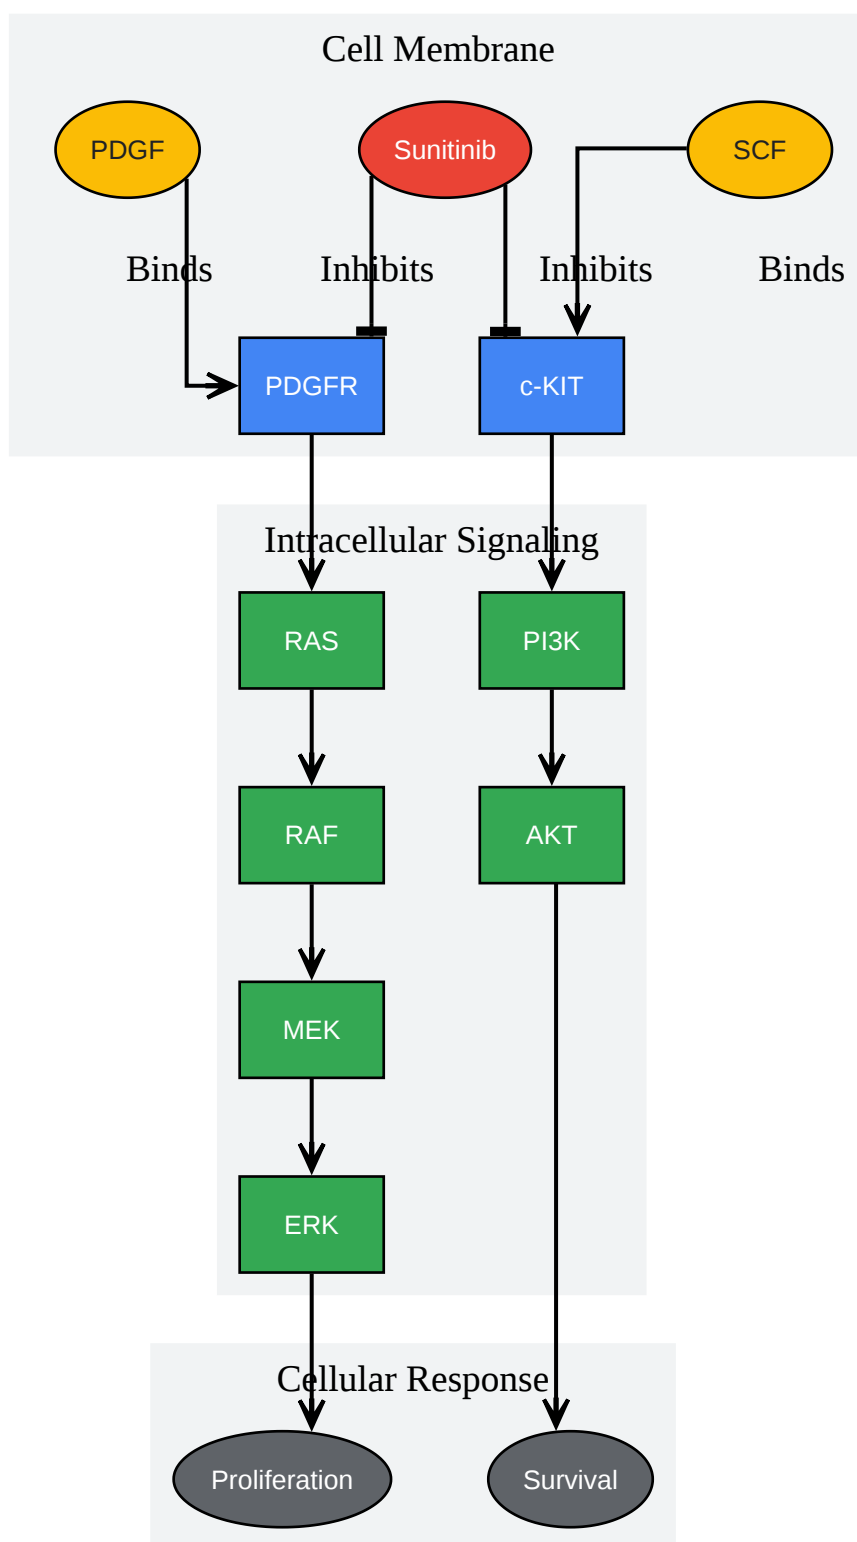 Cell Membrane
PDGF
Sunitinib
SCF
Binds
Inhibits
Inhibits
Binds
PDGFR
c-KIT
Intracellular Signaling
RAS
PI3K
RAF
AKT
MEK
ERK
Cellular Response
Proliferation
Survival